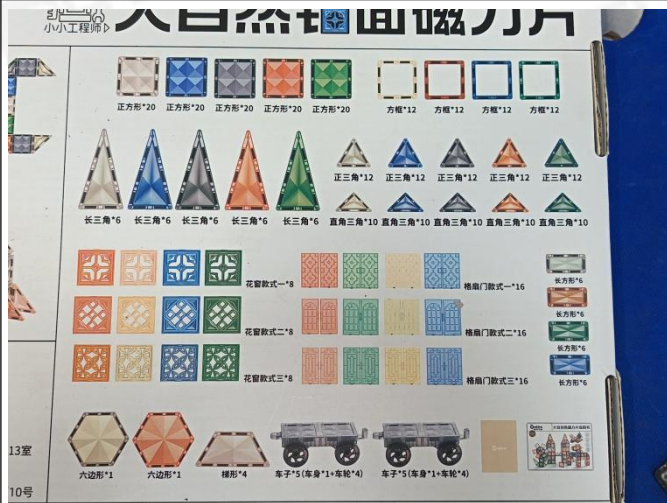 小小工程师
大自然镜面磁力片
正方形*20 正方形*20 正方形*20 正方形*20 正方形*20 方框*12 方框*12 方框*12 方框*12
正三角*12 正三角*12 正三角*12 正三角*12 正三角*12
长三角*6 长三角*6 长三角*6 长三角*6 长三角*6 直角三角*10 直角三角*10 直角三角*10 直角三角*10 直角三角*10
花窗款式一*8 格扇门款式一*16 长方形*6
长方形*6
花窗款式二*8 格扇门款式二*16 长方形*6
花窗款式三*8 格扇门款式三*16 长方形*6
13室
六边形*1 六边形*1 梯形*4 车子*5(车身*1+车轮*4) 车子*5(车身*1+车轮*4)
10号